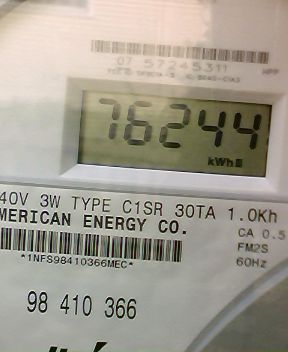 07 57245311
76244
kWh
40V 3W TYPE C1SR 30TA 1.0Kh
MERICAN ENERGY CO.
CA 0.5
FM2S
*1NFS98410366MEC*
60Hz
98 410 366